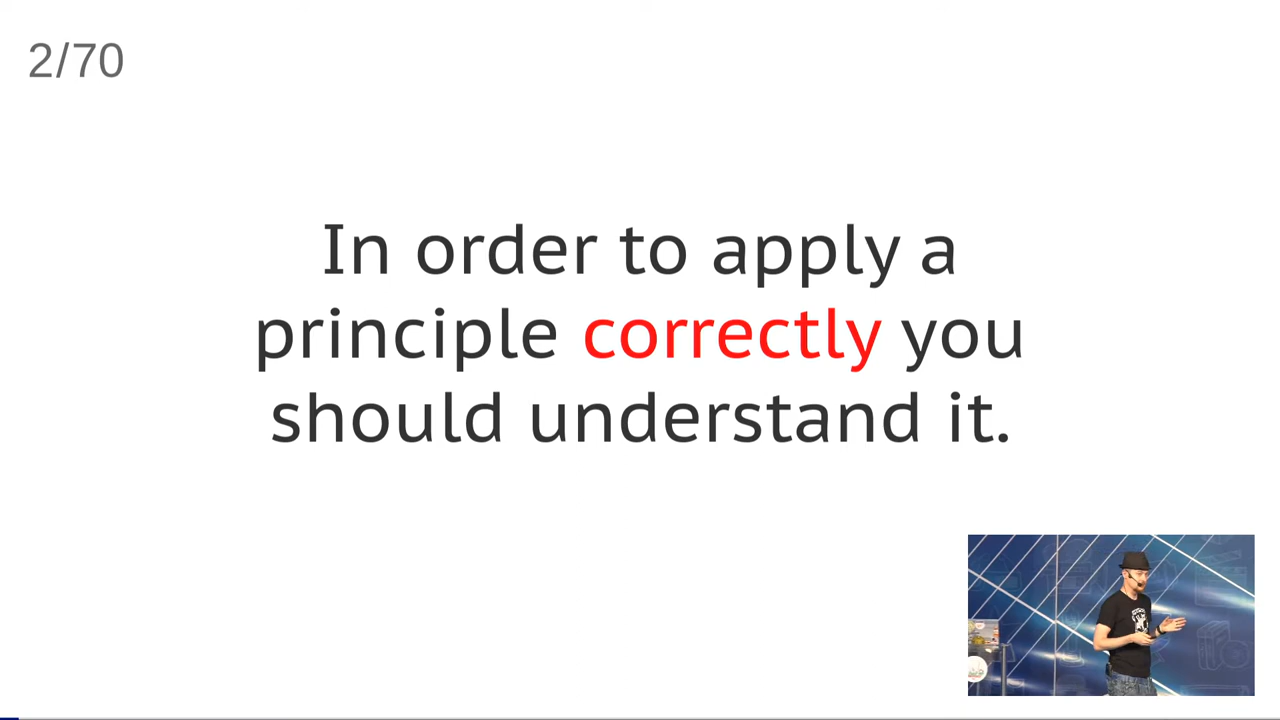 2/70
In order to apply a
principle correctly you
should understand it.